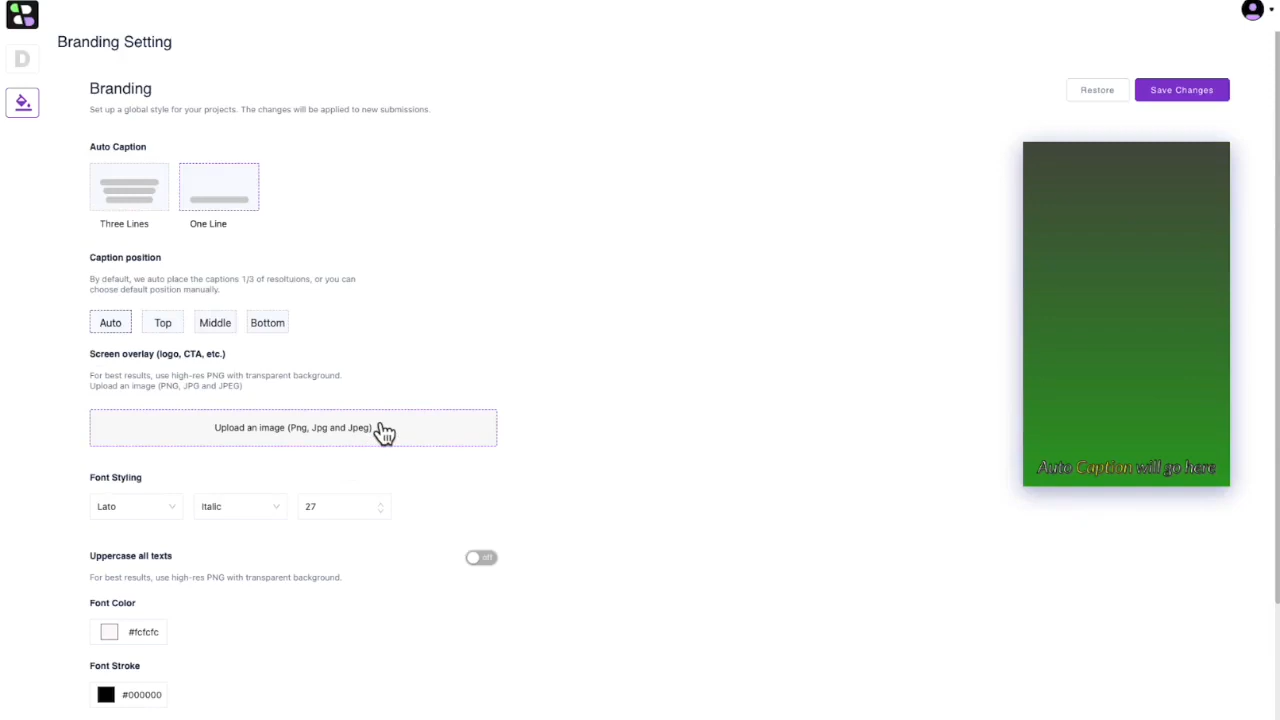 D
Branding Setting
Branding
Restore
Save Changes
Set up a global style for your projects. The changes will be applied to new submissions.
Auto Caption
Three Lines
One Line
Caption position
By default, we auto place the captions 1/3 of resoltuions, or you can
choose default position manually.
Auto
Top
Middle
Bottom
Screen overlay (logo, CTA, etc.)
For best results, use high-res PNG with transparent background.
Upload an image (PNG, JPG and JPEG)
Upload an image (Png, Jpg and Jpeg)
Auto Caption will go here
Font Styling
Lato
Italic
27
Uppercase all texts
off
For best results, use high-res PNG with transparent background.
Font Color
#fcfcfc
Font Stroke
#000000